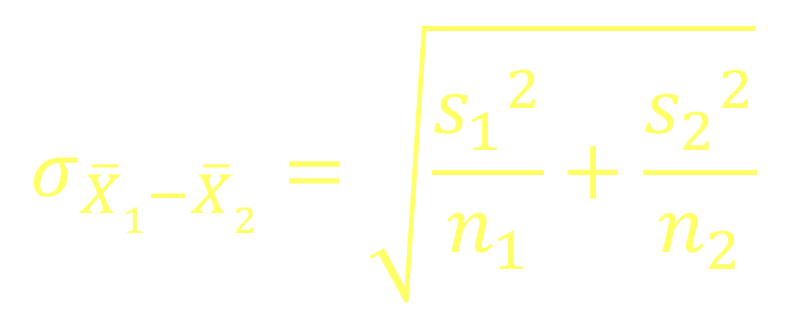 σ_{X̄₁−X̄₂} = √(s₁²/n₁ + s₂²/n₂)